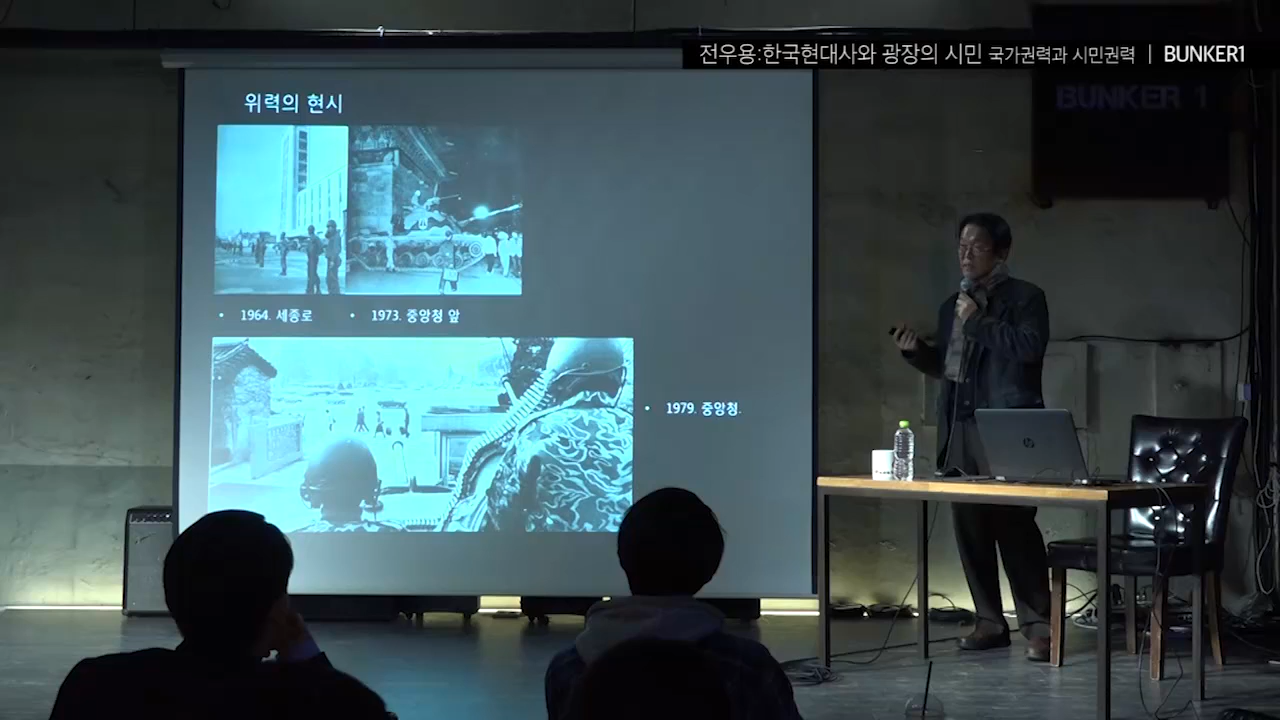 전우용:한국현대사와 광장의 시민 국가권력과 시민권력 | BUNKER1
BUNKER 1
위력의 현시
• 1964. 세종로 • 1973. 중앙청 앞
• 1979. 중앙청.
hp